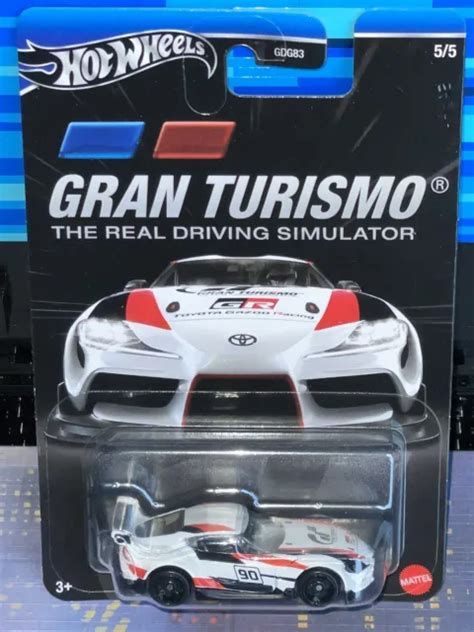 Hot Wheels
GDG83
5/5
GRAN TURISMO®
THE REAL DRIVING SIMULATOR
GRAN TURISMO
GR
TOYOTA GAZOO Racing
90
3+
MATTEL